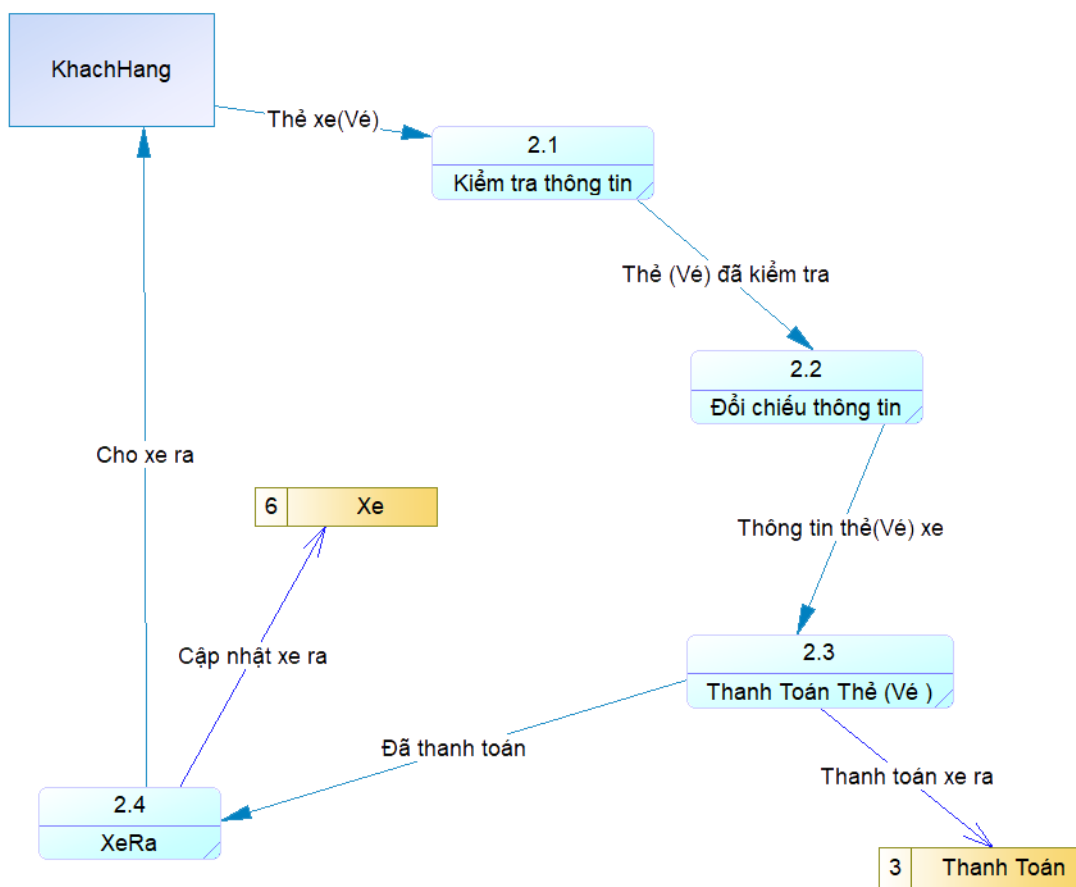 KhachHang
Thẻ xe(Vé)
2.1
Kiểm tra thông tin
Thẻ (Vé) đã kiểm tra
2.2
Đổi chiếu thông tin
Cho xe ra
6 Xe
Thông tin thẻ(Vé) xe
Cập nhật xe ra
2.3
Thanh Toán Thẻ (Vé )
Đã thanh toán
Thanh toán xe ra
2.4
XeRa
3 Thanh Toán